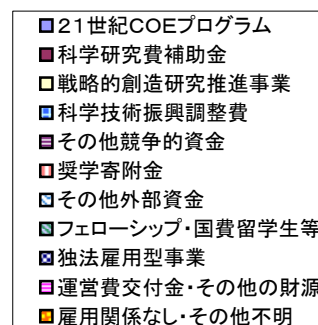 21世紀COEプログラム
科学研究費補助金
戦略的創造研究推進事業
科学技術振興調整費
その他競争的資金
奨学寄附金
その他外部資金
フェローシップ・国費留学生等
独法雇用型事業
運営費交付金・その他の財源
雇用関係なし・その他不明